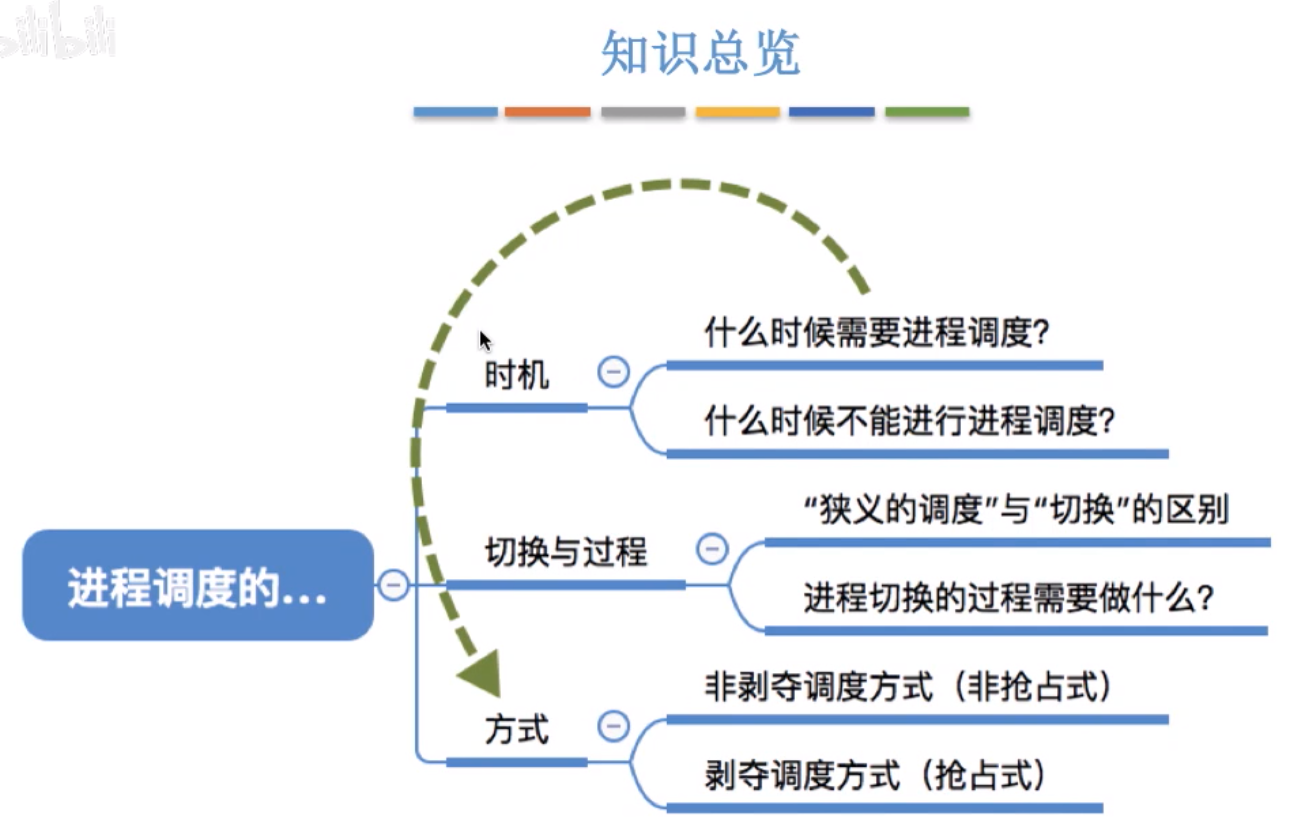 bilibili
知识总览
什么时候需要进程调度?
时机
什么时候不能进行进程调度?
“狭义的调度”与“切换”的区别
切换与过程
进程调度的...
进程切换的过程需要做什么?
非剥夺调度方式（非抢占式）
方式
剥夺调度方式（抢占式）